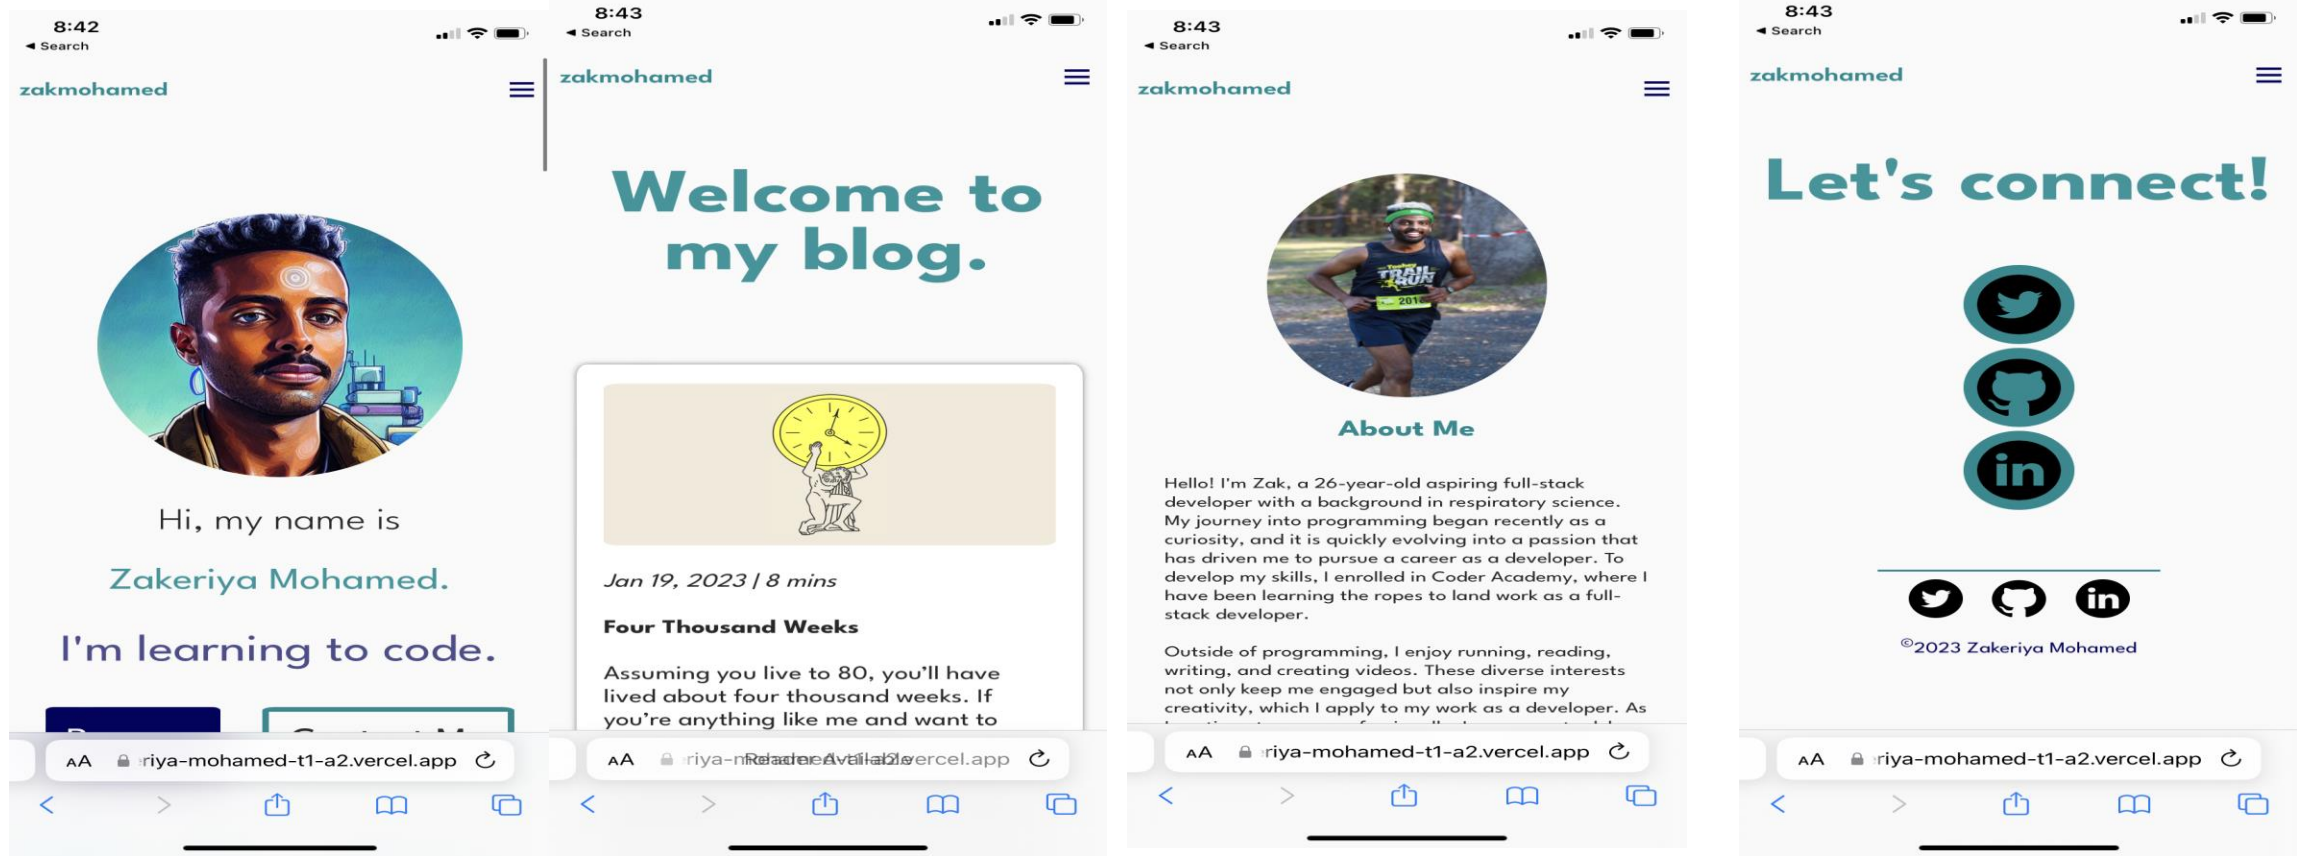 8:42
◄ Search
zakmohamed
Hi, my name is
Zakeriya Mohamed.
I'm learning to code.
AA riya-mohamed-t1-a2.vercel.app
8:43
◄ Search
zakmohamed
Welcome to
my blog.
Jan 19, 2023 | 8 mins
Four Thousand Weeks
Assuming you live to 80, you'll have
lived about four thousand weeks. If
you're anything like me and want to
AA
8:43
◄ Search
zakmohamed
TRAIL
RUN
About Me
Hello! I'm Zak, a 26-year-old aspiring full-stack
developer with a background in respiratory science.
My journey into programming began recently as a
curiosity, and it is quickly evolving into a passion that
has driven me to pursue a career as a developer. To
develop my skills, I enrolled in Coder Academy, where I
have been learning the ropes to land work as a full-
stack developer.
Outside of programming, I enjoy running, reading,
writing, and creating videos. These diverse interests
not only keep me engaged but also inspire my
creativity, which I apply to my work as a developer. As
AA riya-mohamed-t1-a2.vercel.app
8:43
◄ Search
zakmohamed
Let's connect!
in
in
©2023 Zakeriya Mohamed
AA riya-mohamed-t1-a2.vercel.app